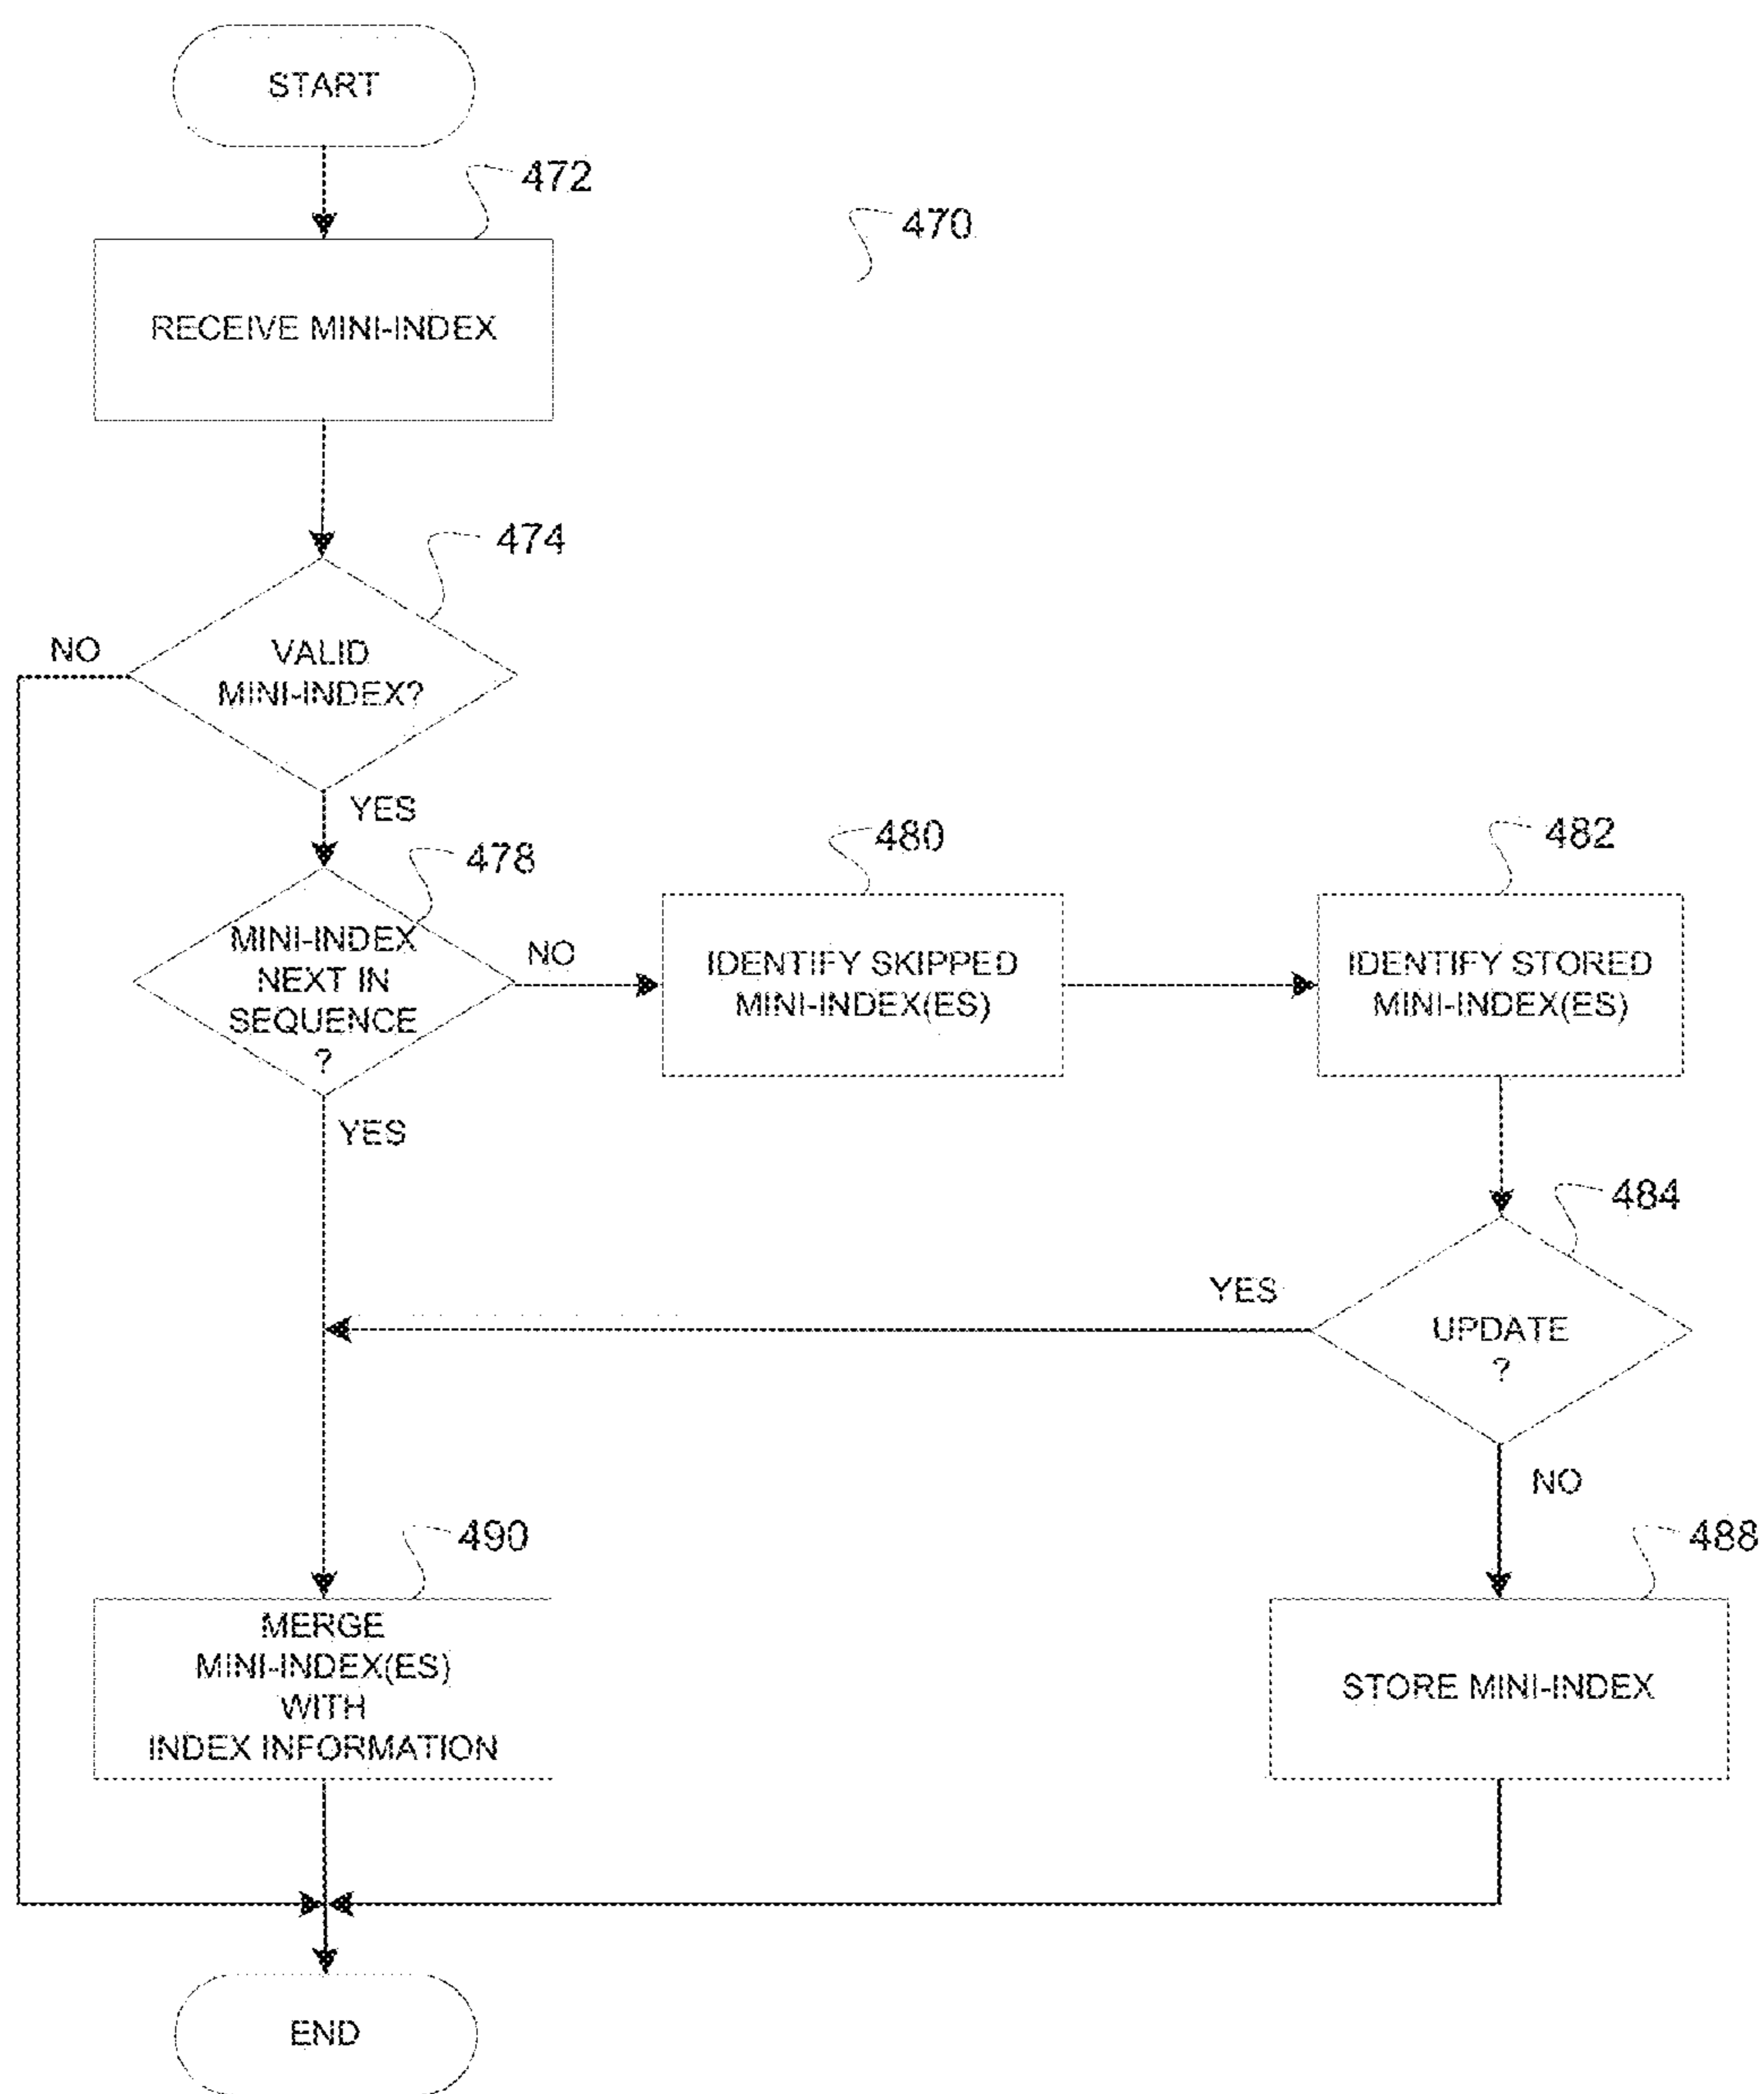 START
472
470
RECEIVE MINI-INDEX
474
NO
VALID
MINI-INDEX?
YES
478
480
482
MINI-INDEX
NEXT IN
SEQUENCE
?
NO
IDENTIFY SKIPPED
MINI-INDEX(ES)
IDENTIFY STORED
MINI-INDEX(ES)
YES
484
YES
UPDATE
?
NO
490
488
MERGE
MINI-INDEX(ES)
WITH
INDEX INFORMATION
STORE MINI-INDEX
END